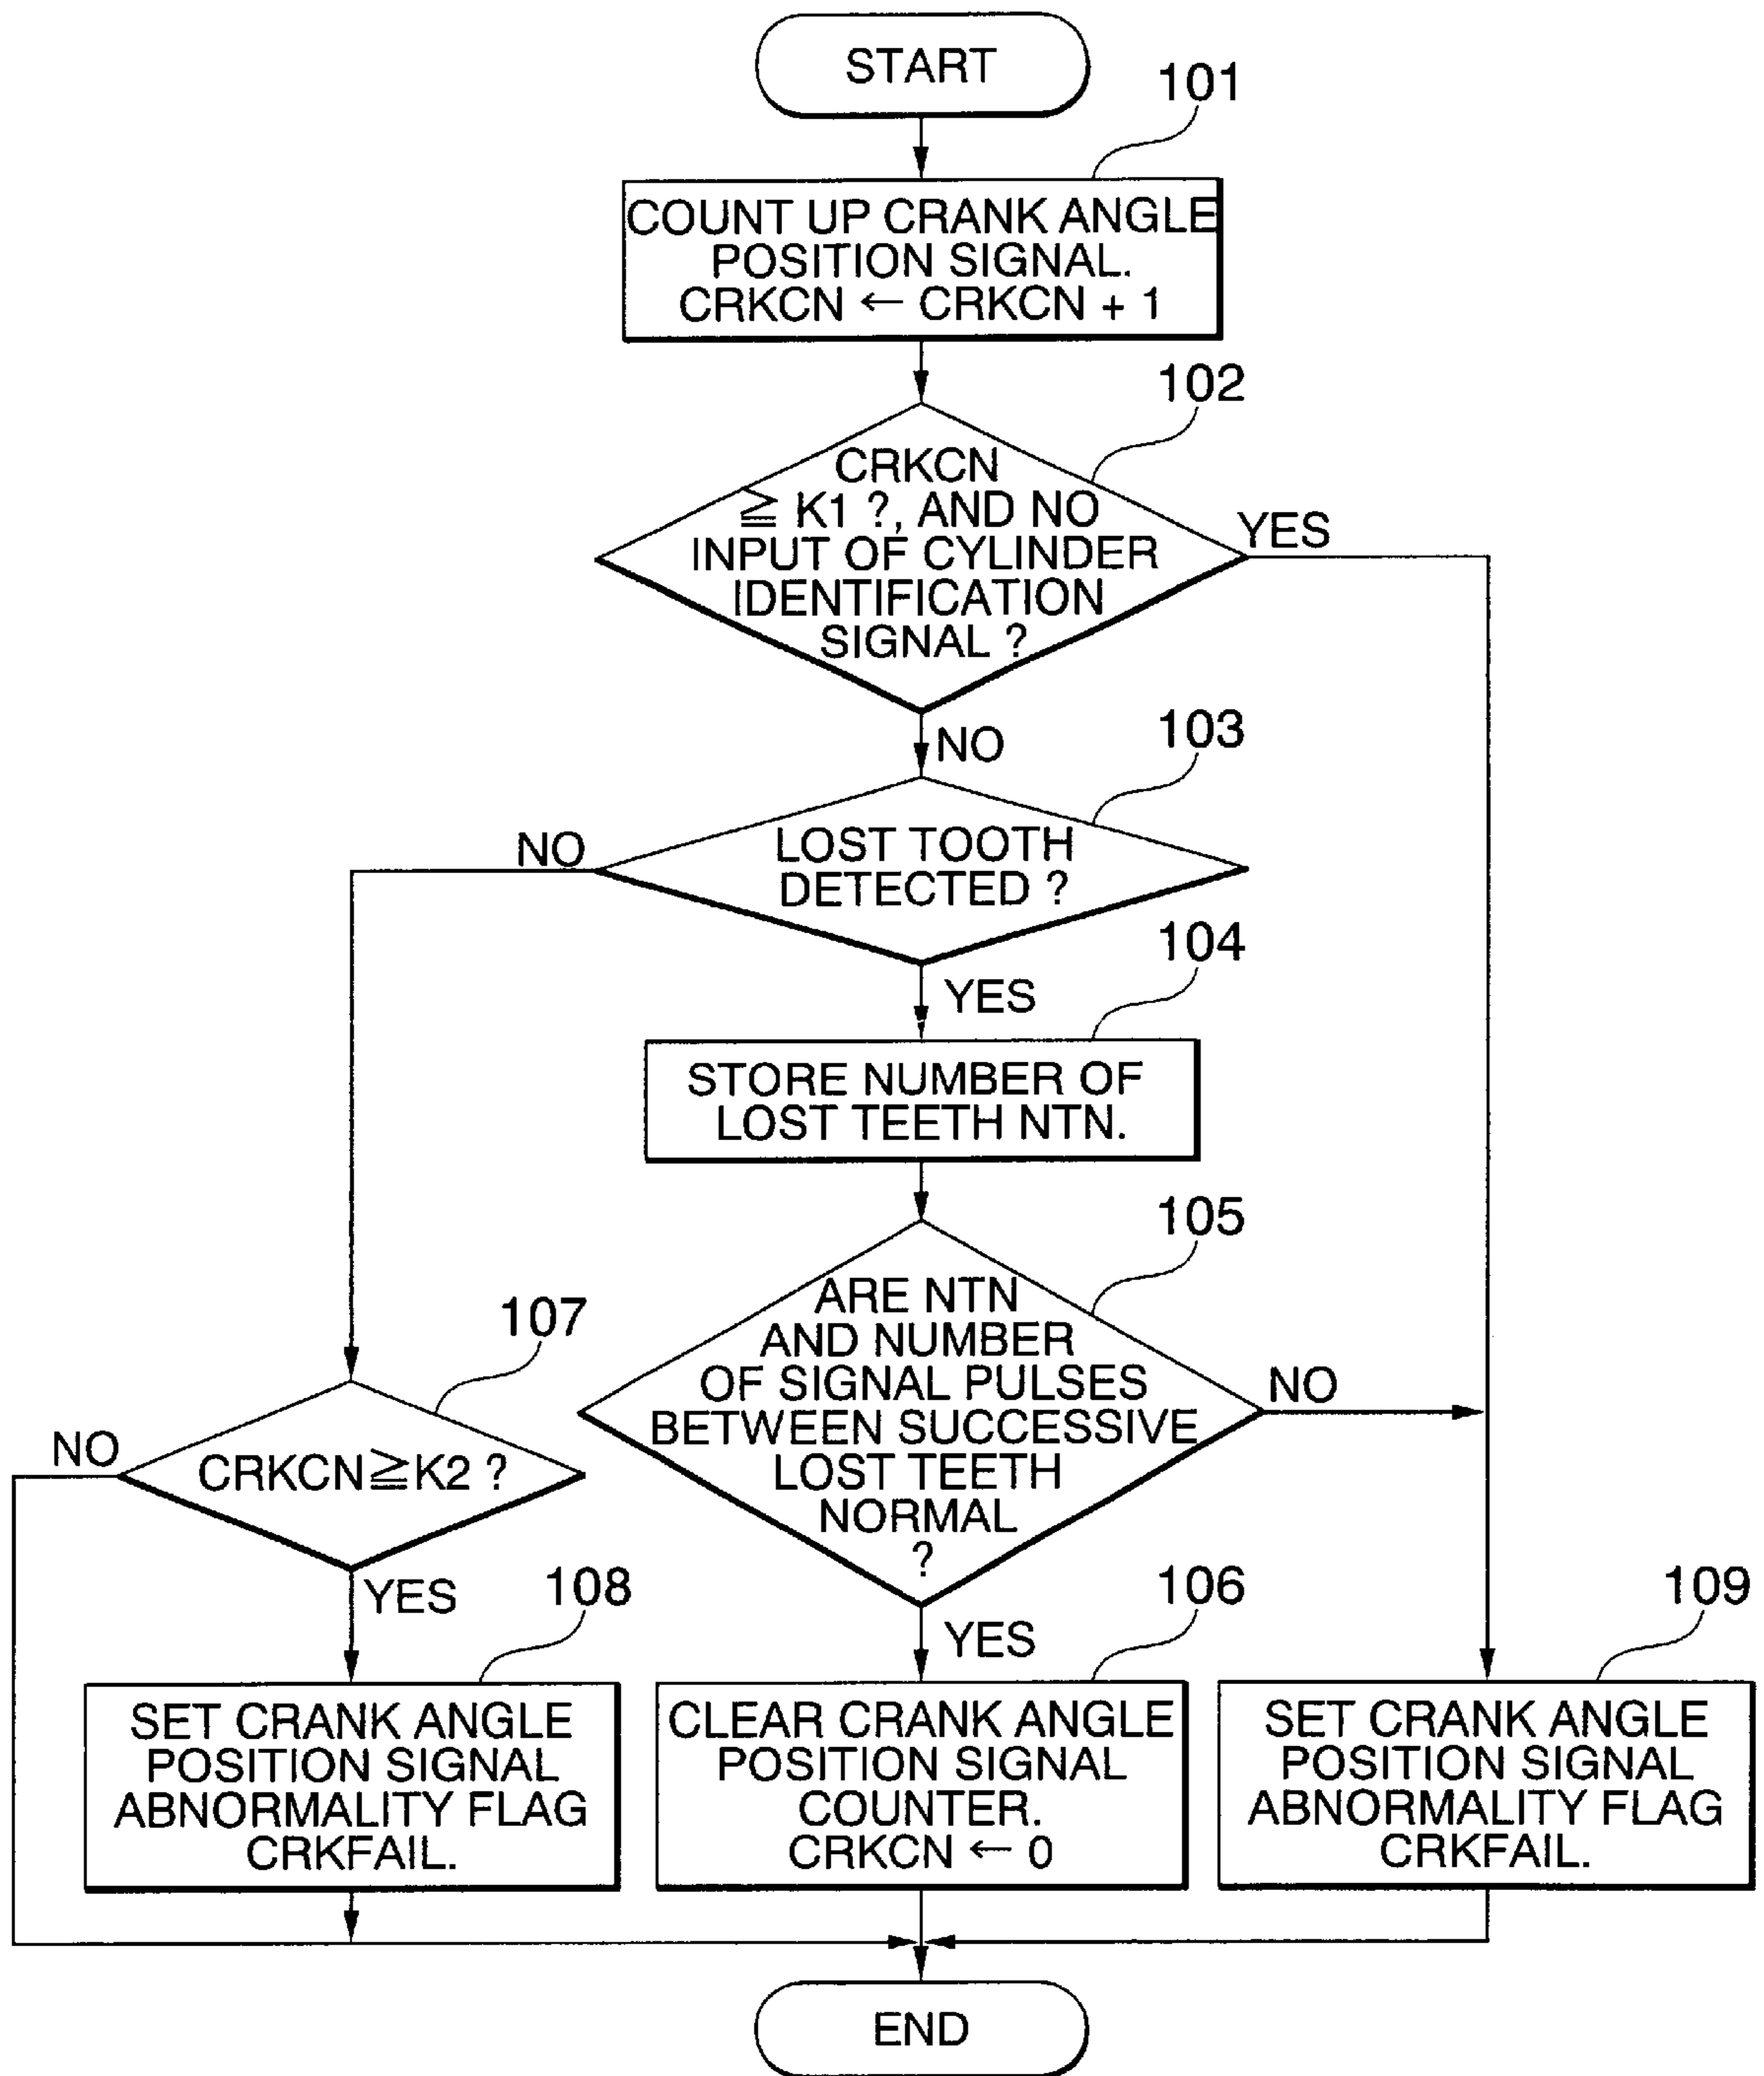 START
101
COUNT UP CRANK ANGLE
POSITION SIGNAL.
CRKCN ← CRKCN + 1
102
CRKCN
≧ K1 ?, AND NO
INPUT OF CYLINDER
IDENTIFICATION
SIGNAL ?
YES
NO
103
LOST TOOTH
DETECTED ?
NO
YES
104
STORE NUMBER OF
LOST TEETH NTN.
105
ARE NTN
AND NUMBER
OF SIGNAL PULSES
BETWEEN SUCCESSIVE
LOST TEETH
NORMAL
?
NO
YES
107
CRKCN≧K2 ?
NO
YES
108
SET CRANK ANGLE
POSITION SIGNAL
ABNORMALITY FLAG
CRKFAIL.
106
CLEAR CRANK ANGLE
POSITION SIGNAL
COUNTER.
CRKCN ← 0
109
SET CRANK ANGLE
POSITION SIGNAL
ABNORMALITY FLAG
CRKFAIL.
END